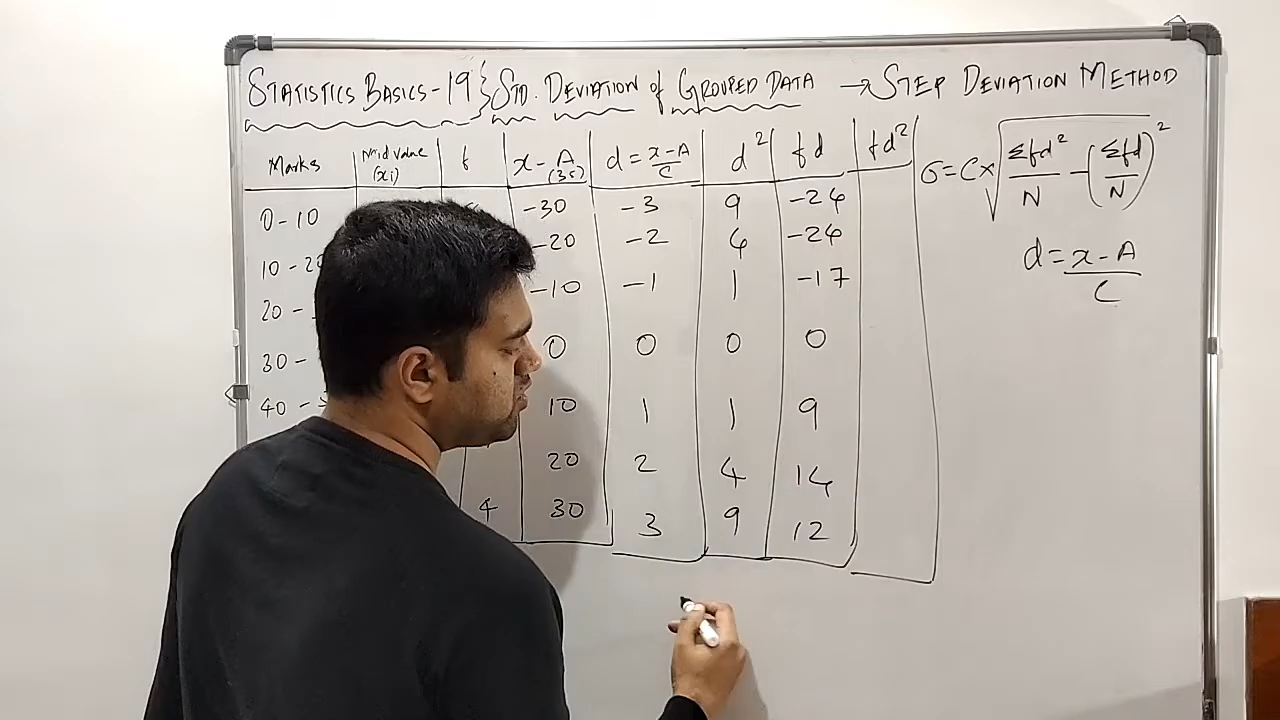 STATISTICS BASICS - 19 } STD. DEVIATION of GROUPED DATA → STEP DEVIATION METHOD
Marks Mid value (xi) f x - A (35) d = x - A / C d² fd fd² σ = C × √ Σfd² / N - (Σfd / N)²
0 - 10 -30 -3 9 -24
10 - 20 -20 -2 4 -24 d = x - A / C
20 - -10 -1 1 -17
30 - 0 0 0 0
40 - 10 1 1 9
20 2 4 14
4 30 3 9 12